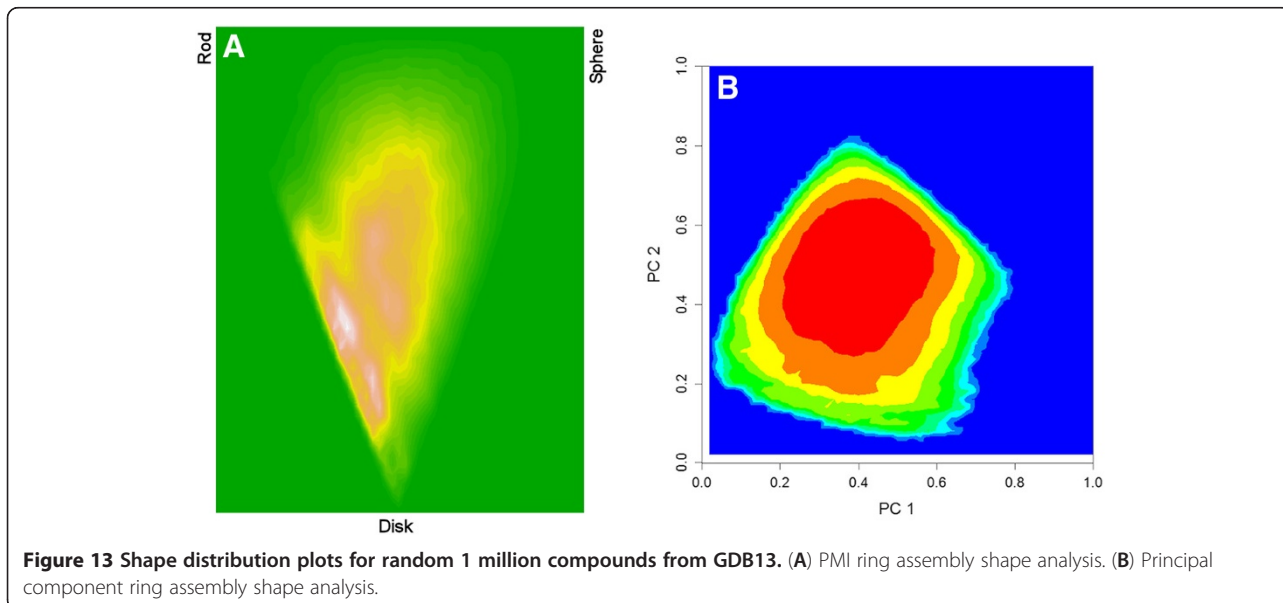 Rod
A
Sphere
Disk
B
1.0
0.8
0.6
0.4
0.2
0.0
PC 2
0.0 0.2 0.4 0.6 0.8 1.0
PC 1
Figure 13 Shape distribution plots for random 1 million compounds from GDB13. (A) PMI ring assembly shape analysis. (B) Principal
component ring assembly shape analysis.